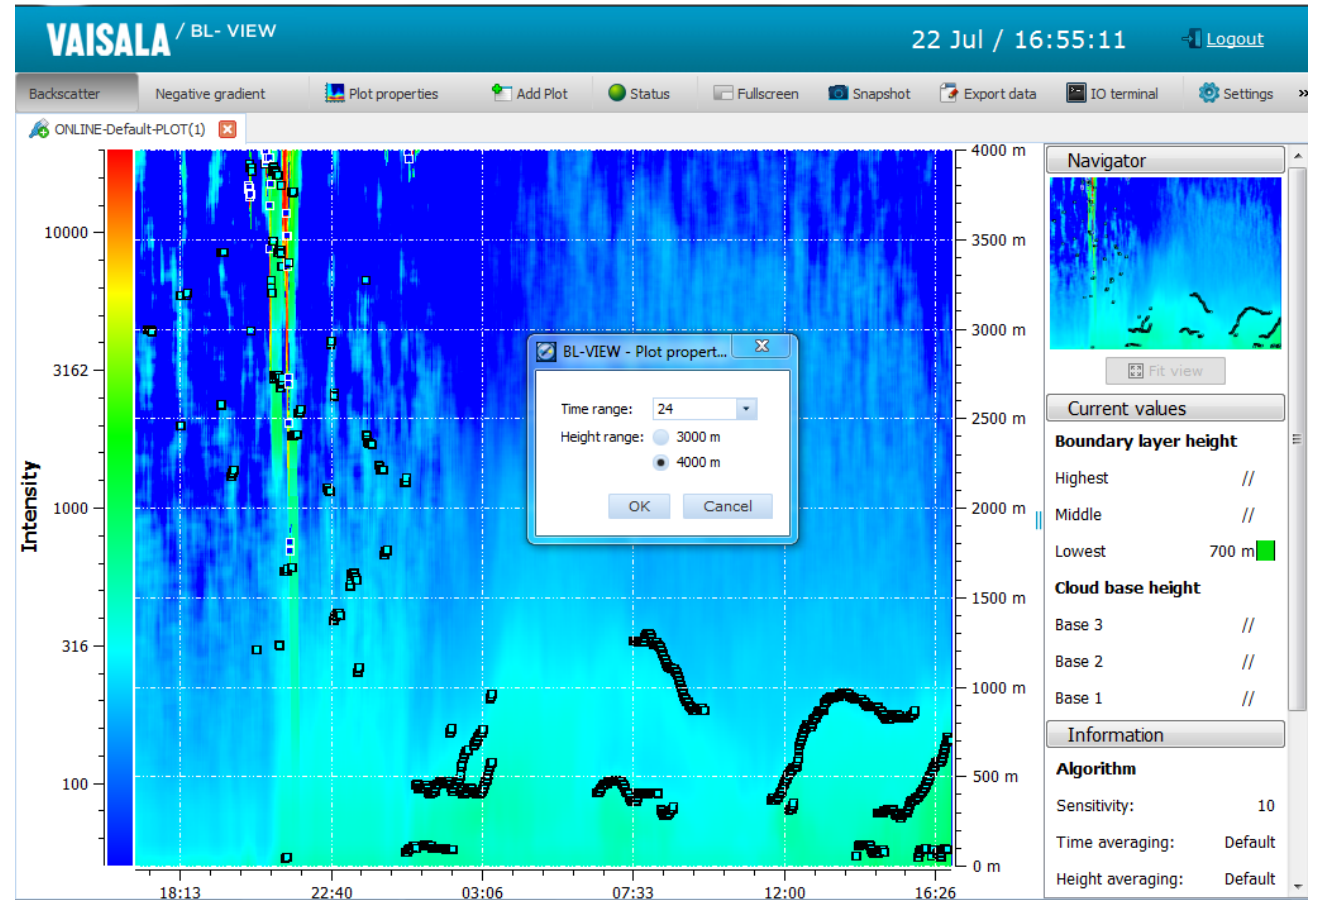 VAISALA / BL- VIEW
22 Jul / 16:55:11
Logout
Backscatter
Negative gradient
Plot properties
Add Plot
Status
Fullscreen
Snapshot
Export data
IO terminal
Settings
»
ONLINE-Default-PLOT(1)
Intensity
10000
3162
1000
316
100
4000 m
3500 m
3000 m
2500 m
2000 m
1500 m
1000 m
500 m
0 m
18:13
22:40
03:06
07:33
12:00
16:26
BL-VIEW - Plot propert...
Time range: 24
Height range: 3000 m
4000 m
OK
Cancel
Navigator
Fit view
Current values
Boundary layer height
Highest //
Middle //
Lowest 700 m
Cloud base height
Base 3 //
Base 2 //
Base 1 //
Information
Algorithm
Sensitivity: 10
Time averaging: Default
Height averaging: Default